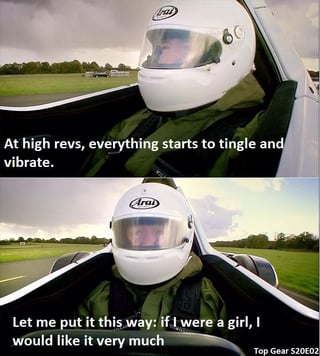 Arai
At high revs, everything starts to tingle and
vibrate.
Arai
Let me put it this way: if I were a girl, I
would like it very much
Top Gear S20E02